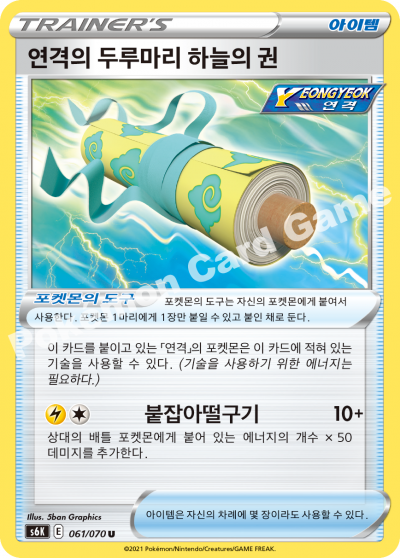 TRAINER'S
아이템
연격의 두루마리 하늘의 권
YEONGYEOK
연격
포켓몬의 도구
포켓몬의 도구는 자신의 포켓몬에게 붙여서
사용한다. 포켓몬 1마리에게 1장만 붙일 수 있고 붙인 채로 둔다.
이 카드를 붙이고 있는 「연격」의 포켓몬은 이 카드에 적혀 있는
기술을 사용할 수 있다. (기술을 사용하기 위한 에너지는
필요하다.)
붙잡아떨구기 10+
상대의 배틀 포켓몬에게 붙어 있는 에너지의 개수 × 50
데미지를 추가한다.
Illus. 5ban Graphics
s6K E 061/070 U
아이템은 자신의 차례에 몇 장이라도 사용할 수 있다.
©2021 Pokémon/Nintendo/Creatures/GAME FREAK.
Pokémon Card Game